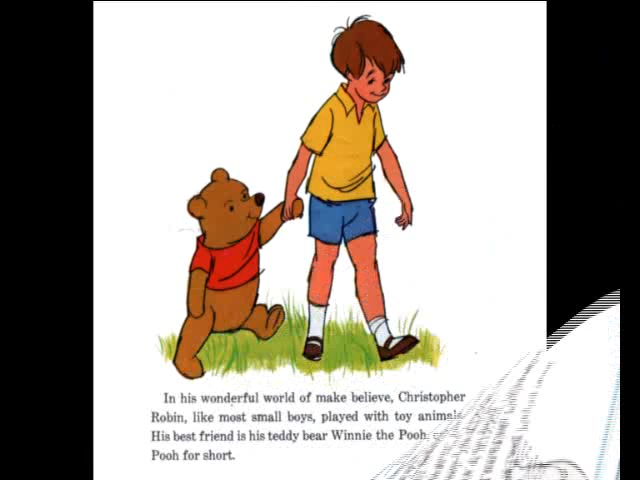 In his wonderful world of make believe, Christopher
Robin, like most small boys, played with toy
His best friend is his teddy bear Winnie the Pooh
Pooh for short.